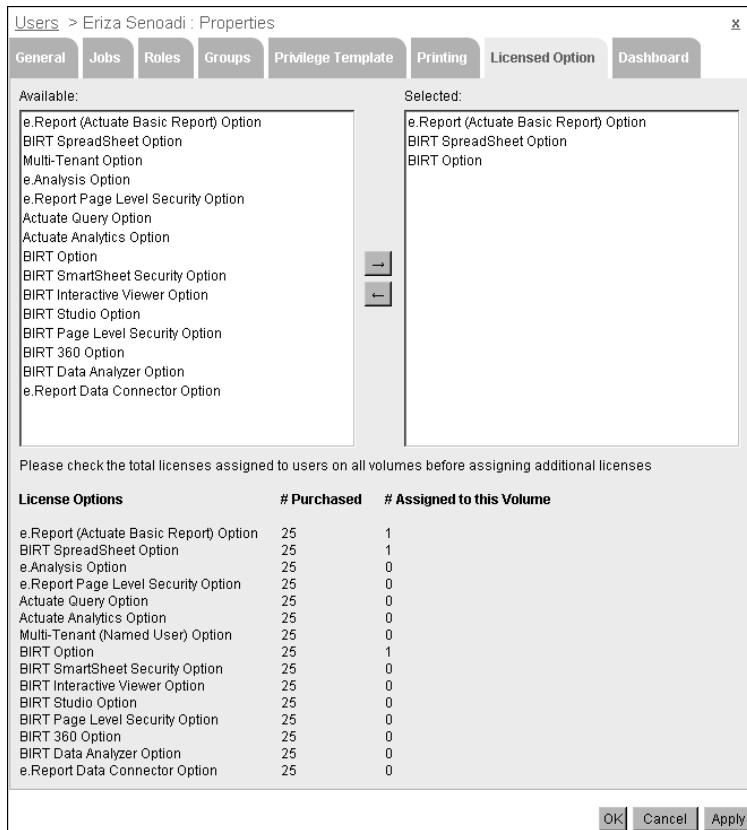 Users > Eriza Senoadi : Properties x
General Jobs Roles Groups Privilege Template Printing Licensed Option Dashboard
Available:
e.Report (Actuate Basic Report) Option
BIRT SpreadSheet Option
Multi-Tenant Option
e.Analysis Option
e.Report Page Level Security Option
Actuate Query Option
Actuate Analytics Option
BIRT Option
BIRT SmartSheet Security Option
BIRT Interactive Viewer Option
BIRT Studio Option
BIRT Page Level Security Option
BIRT 360 Option
BIRT Data Analyzer Option
e.Report Data Connector Option
→
←
Selected:
e.Report (Actuate Basic Report) Option
BIRT SpreadSheet Option
BIRT Option
Please check the total licenses assigned to users on all volumes before assigning additional licenses
License Options # Purchased # Assigned to this Volume
e.Report (Actuate Basic Report) Option 25 1
BIRT SpreadSheet Option 25 1
e.Analysis Option 25 0
e.Report Page Level Security Option 25 0
Actuate Query Option 25 0
Actuate Analytics Option 25 0
Multi-Tenant (Named User) Option 25 0
BIRT Option 25 1
BIRT SmartSheet Security Option 25 0
BIRT Interactive Viewer Option 25 0
BIRT Studio Option 25 0
BIRT Page Level Security Option 25 0
BIRT 360 Option 25 0
BIRT Data Analyzer Option 25 0
e.Report Data Connector Option 25 0
OK Cancel Apply